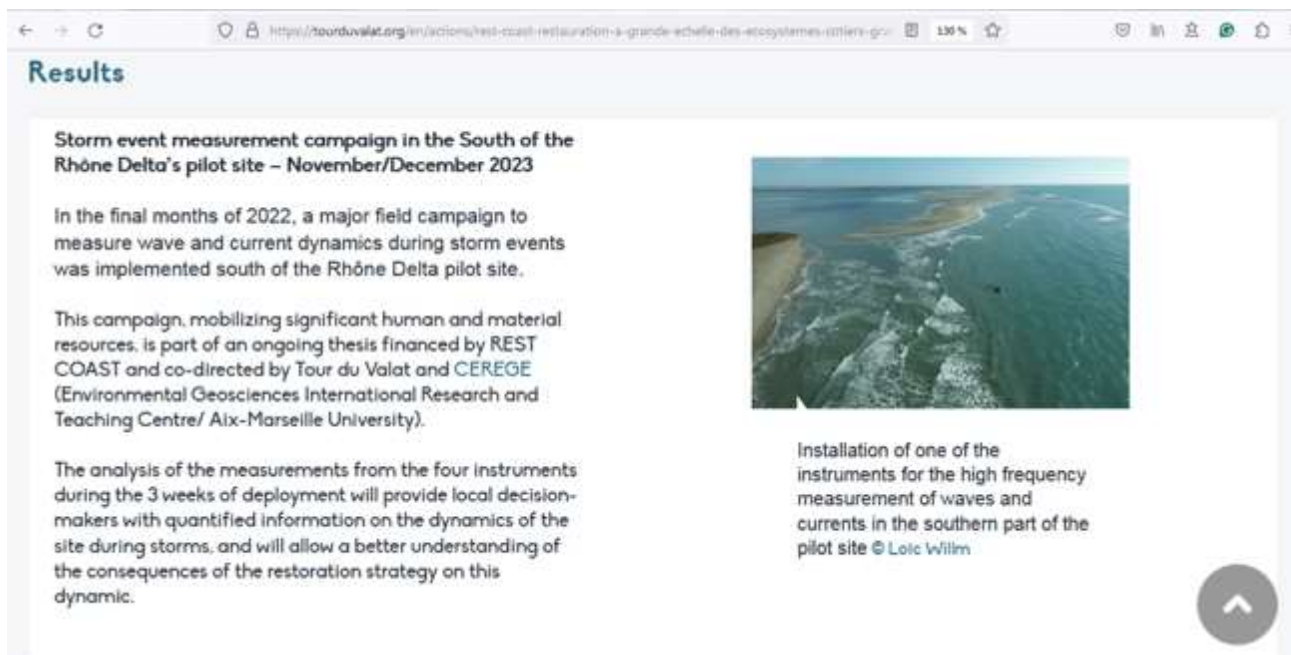 https://tourduvalat.org/en/actions/rest-coast-restauration-a-grande-echelle-des-ecosystemes-cotiers-gr
130 %
Results
Storm event measurement campaign in the South of the
Rhône Delta's pilot site – November/December 2023
In the final months of 2022, a major field campaign to
measure wave and current dynamics during storm events
was implemented south of the Rhône Delta pilot site.
This campaign, mobilizing significant human and material
resources, is part of an ongoing thesis financed by REST
COAST and co-directed by Tour du Valat and CEREGE
(Environmental Geosciences International Research and
Teaching Centre/ Aix-Marseille University).
The analysis of the measurements from the four instruments
during the 3 weeks of deployment will provide local decision-
makers with quantified information on the dynamics of the
site during storms, and will allow a better understanding of
the consequences of the restoration strategy on this
dynamic.
Installation of one of the
instruments for the high frequency
measurement of waves and
currents in the southern part of the
pilot site © Loïc Willm